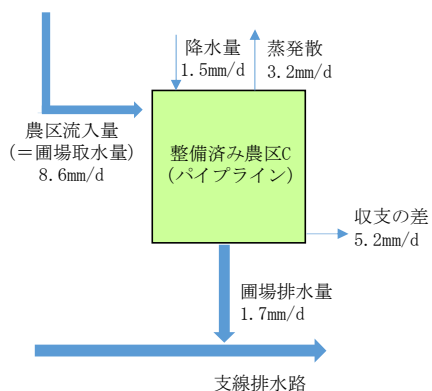 降水量
1.5mm/d
蒸発散
3.2mm/d
農区流入量
(＝圃場取水量)
8.6mm/d
整備済み農区C
(パイプライン)
収支の差
5.2mm/d
圃場排水量
1.7mm/d
支線排水路